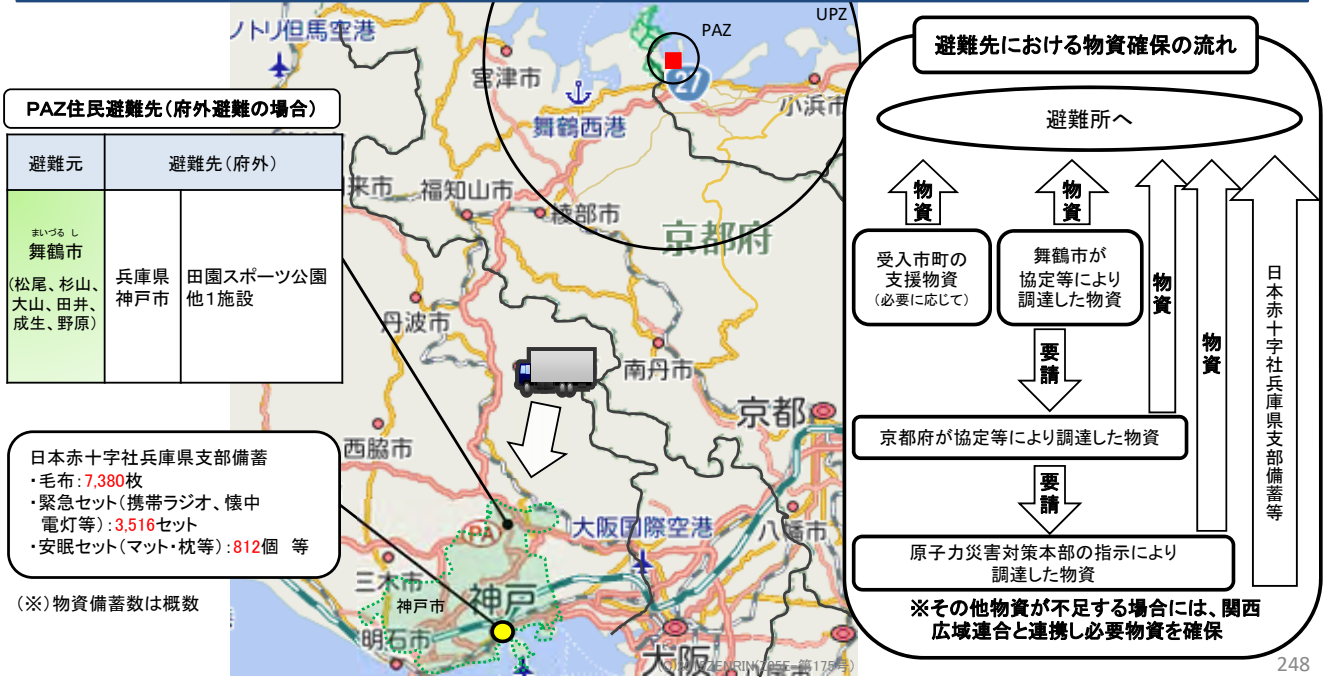 PAZ住民避難先(府外避難の場合)
避難元
避難先(府外)
まいづる し
舞鶴市
(松尾、杉山、
大山、田井、
成生、野原)
兵庫県
神戸市
田園スポーツ公園
他1施設
日本赤十字社兵庫県支部備蓄
・毛布:7,380枚
・緊急セット(携帯ラジオ、懐中
電灯等):3,516セット
・安眠セット(マット・枕等):812個 等
(※)物資備蓄数は概数
ノトリ但馬空港
UPZ
PAZ
27
宮津市
小浜市
舞鶴西港
来市
福知山市
綾部市
京都府
丹波市
南丹市
京都
西脇市
PA
大阪国際空港
八幡市
三木市
神戸市
神戸
明石市
大阪
八尾市
避難先における物資確保の流れ
避難所へ
物資
物資
物資
物資
受入市町の
支援物資
(必要に応じて)
舞鶴市が
協定等により
調達した物資
日本赤十字社兵庫県支部備蓄等
要請
京都府が協定等により調達した物資
要請
原子力災害対策本部の指示により
調達した物資
※その他物資が不足する場合には、関西
広域連合と連携し必要物資を確保
248